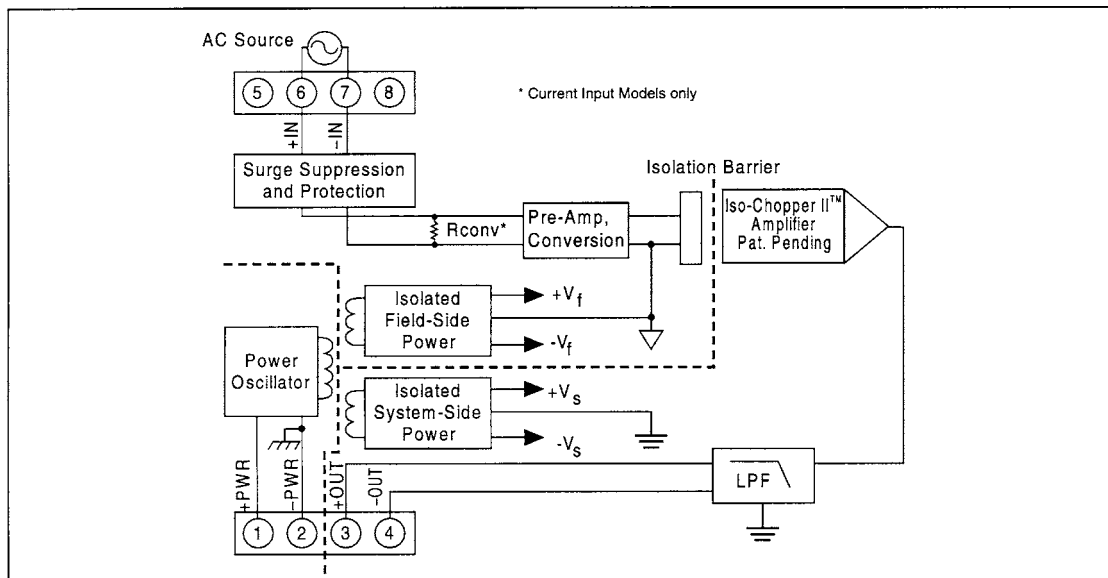 AC Source
5 6 7 8
* Current Input Models only
+IN
-IN
Surge Suppression
and Protection
Isolation Barrier
Rconv*
Pre-Amp,
Conversion
Iso-Chopper II™
Amplifier
Pat. Pending
Isolated
Field-Side
Power
+Vf
-Vf
Power
Oscillator
Isolated
System-Side
Power
+Vs
-Vs
+PWR
-PWR
+OUT
-OUT
LPF
1 2 3 4